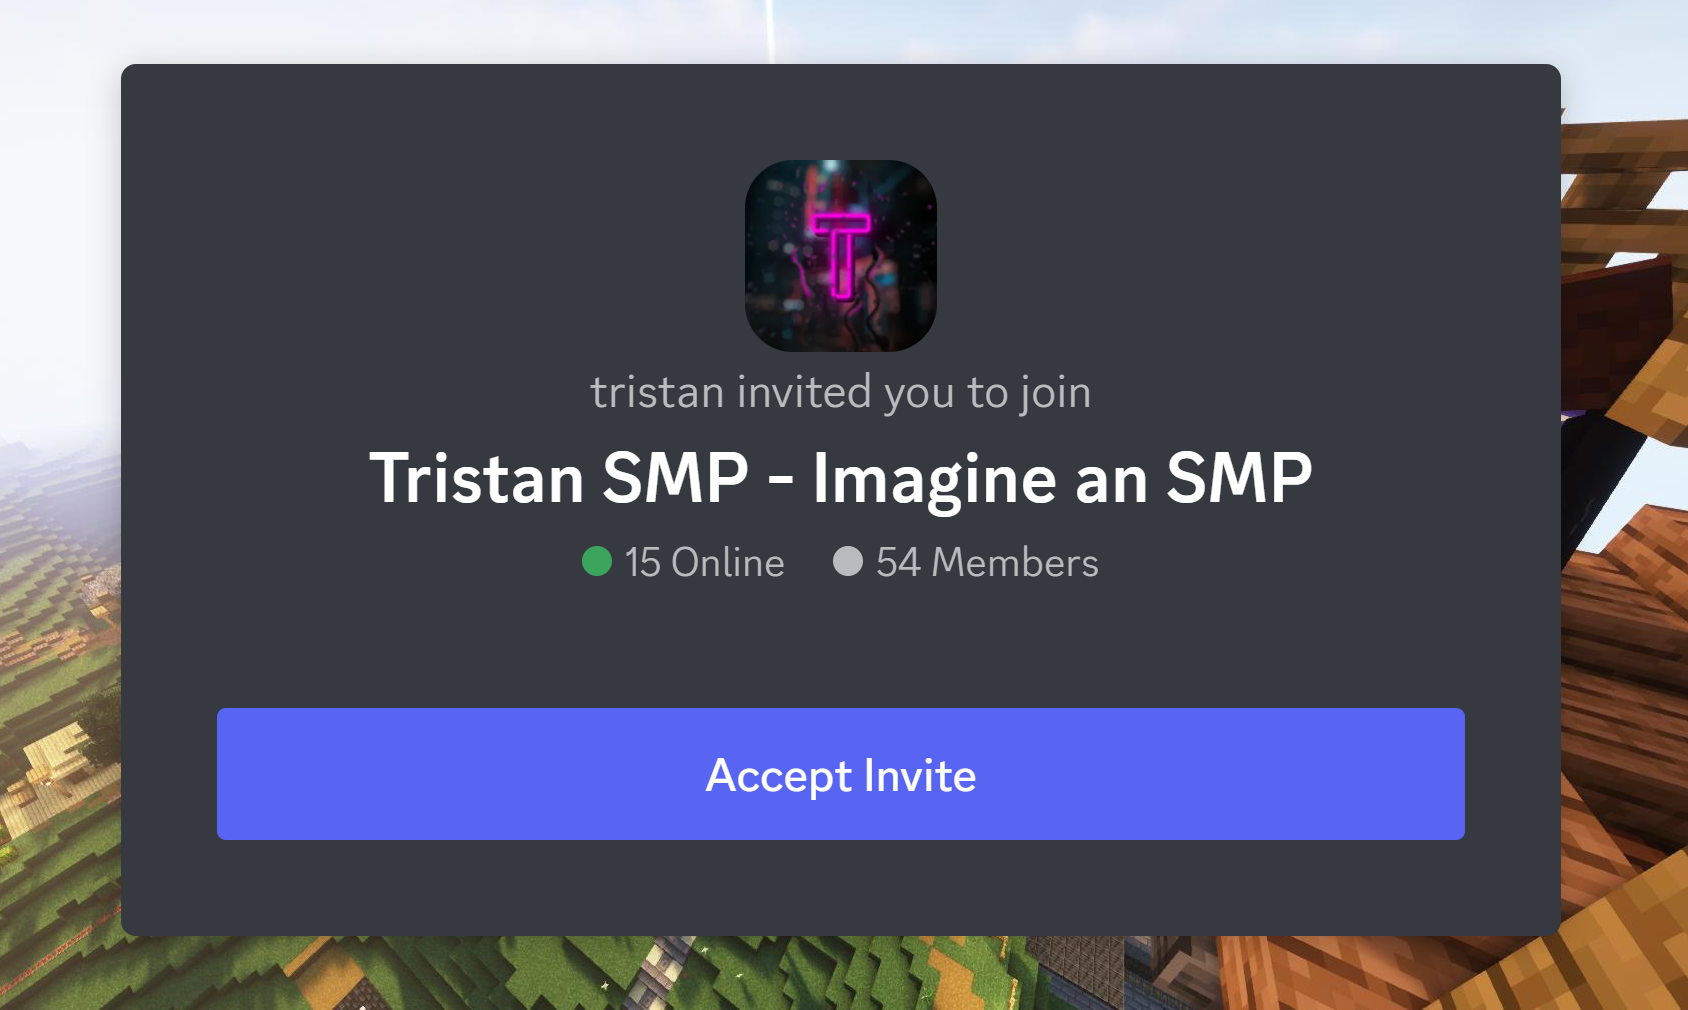 T
tristan invited you to join
Tristan SMP - Imagine an SMP
15 Online 54 Members
Accept Invite